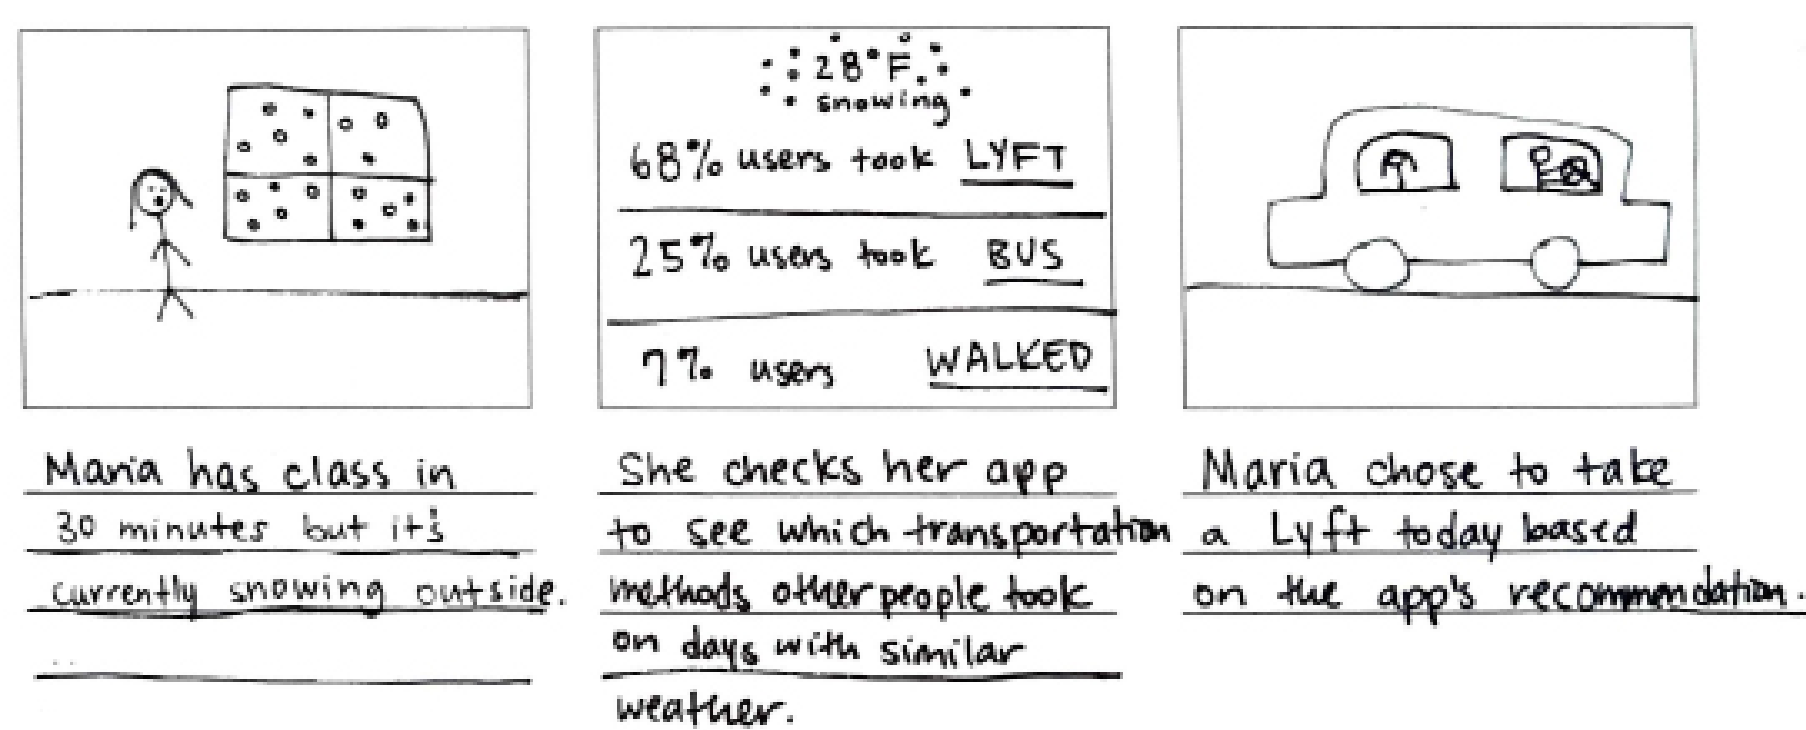 28°F
snowing
68% users took LYFT
25% users took BUS
7% users WALKED
Maria has class in
30 minutes but it's
currently snowing outside.
She checks her app
to see which transportation
methods other people took
on days with similar
weather.
Maria chose to take
a Lyft today based
on the app's recommendation.